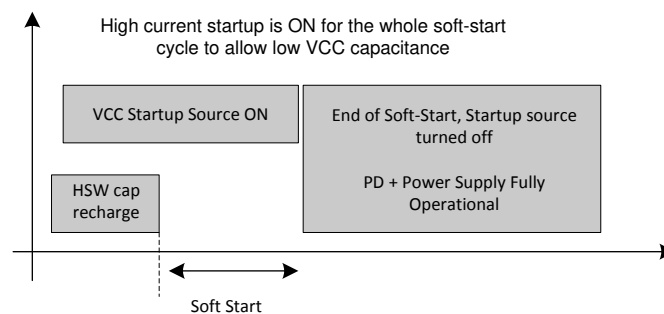 High current startup is ON for the whole soft-start
cycle to allow low VCC capacitance
VCC Startup Source ON
End of Soft-Start, Startup source
turned off
PD + Power Supply Fully
Operational
HSW cap
recharge
Soft Start